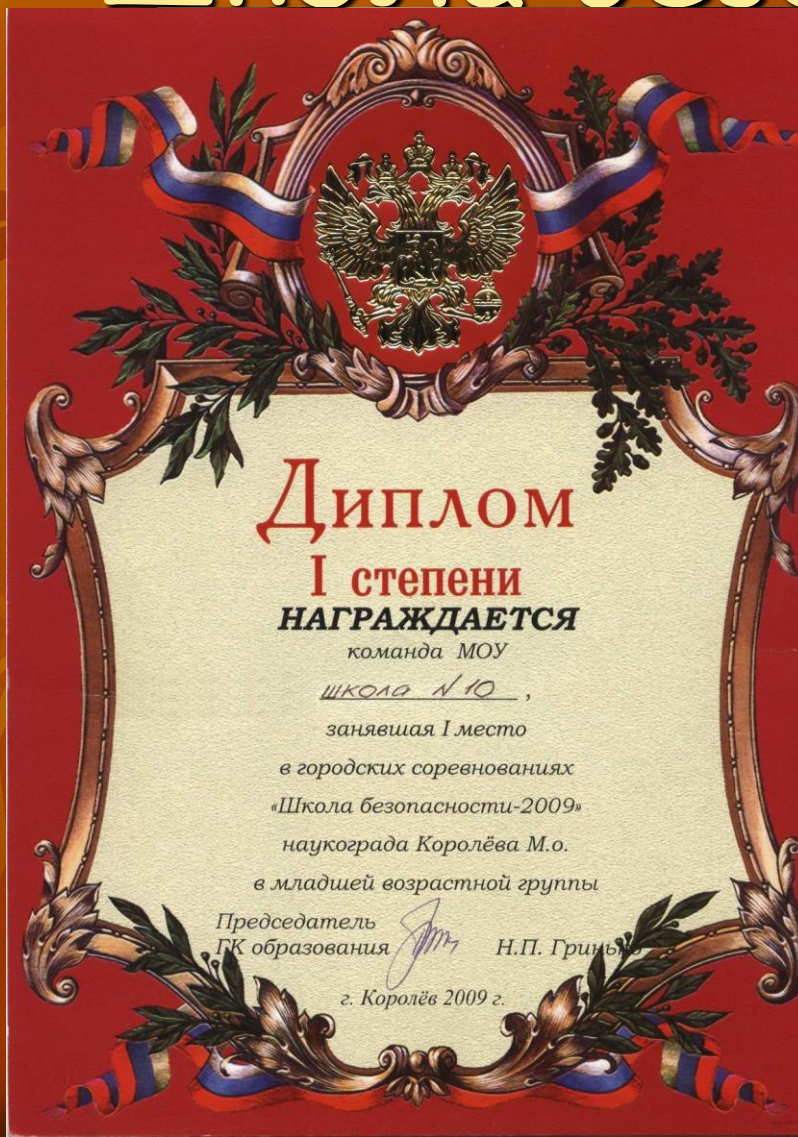 Диплом
I степени
НАГРАЖДАЕТСЯ
команда МОУ
школа N 10 ,
занявшая I место
в городских соревнованиях
«Школа безопасности-2009»
наукограда Королёва М.о.
в младшей возрастной группы
Председатель
ГК образования Н.П.
г. Королёв 2009 г.